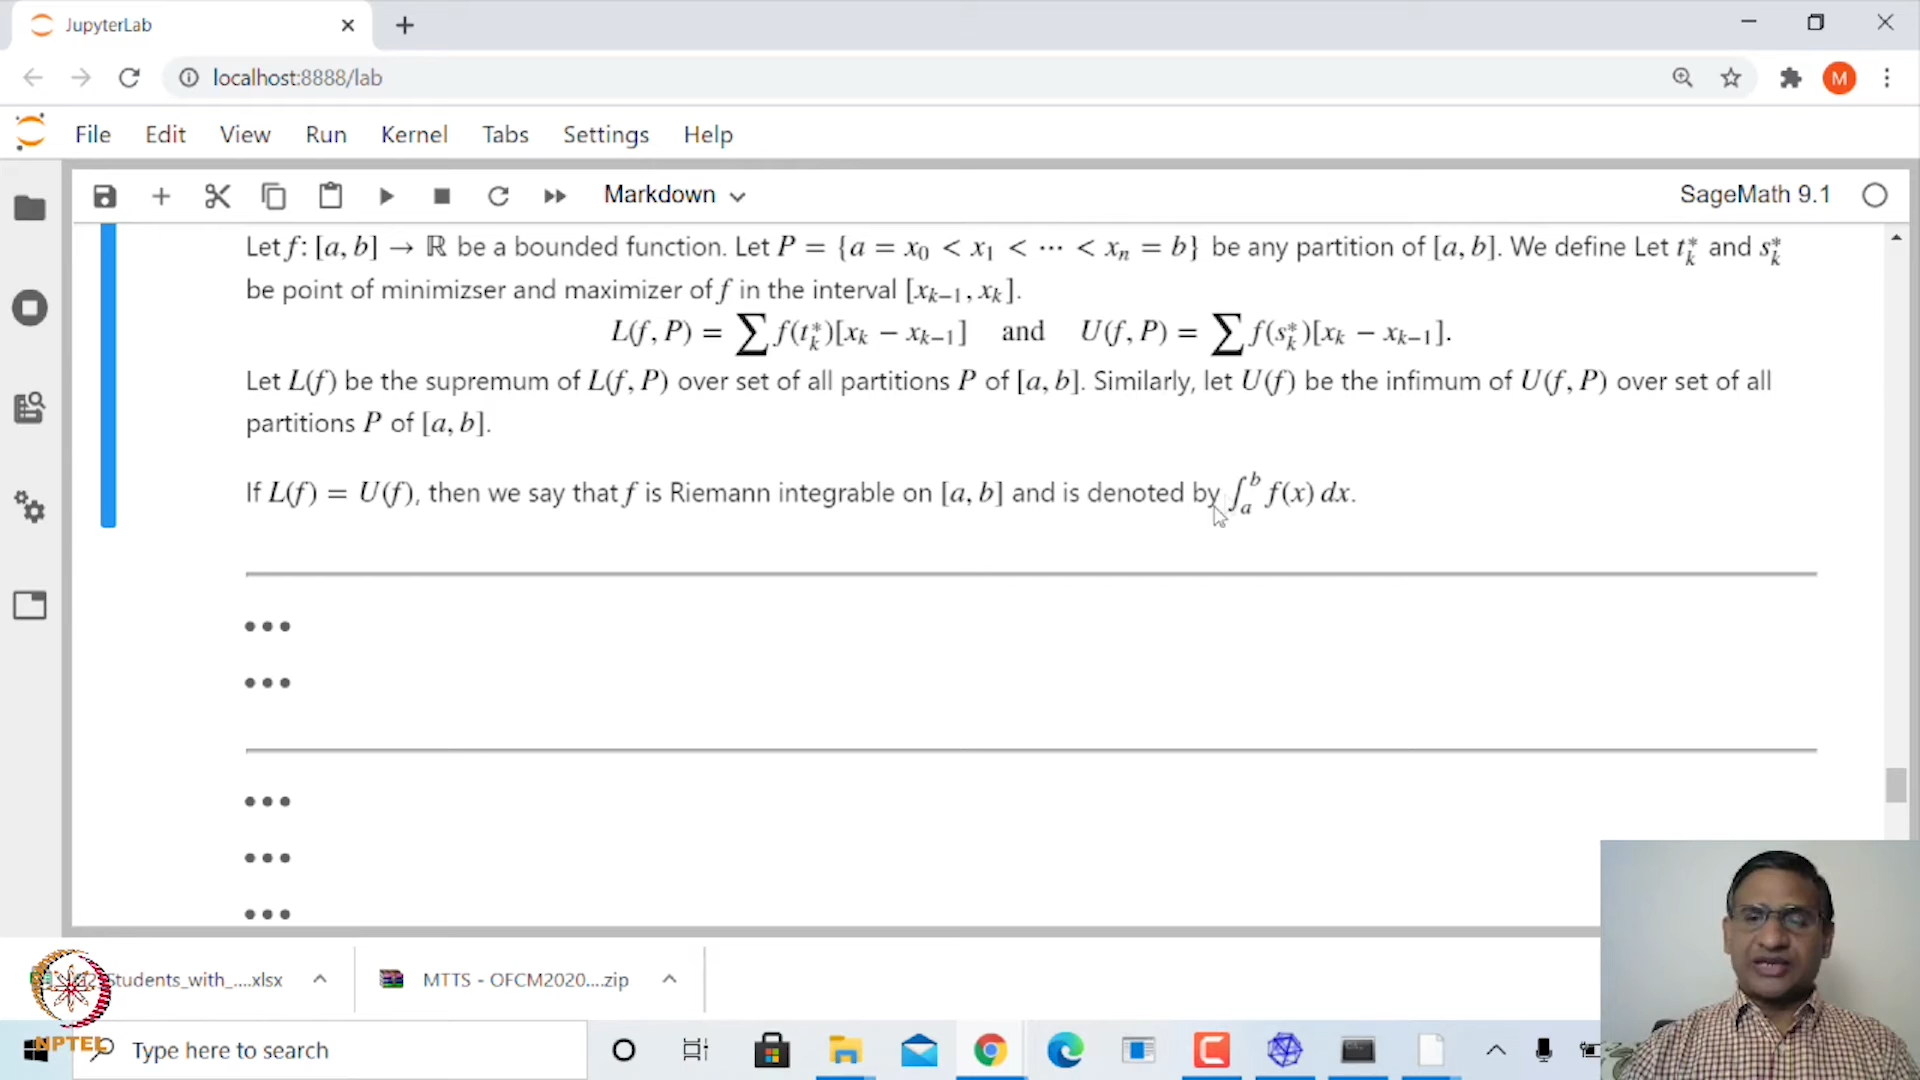 JupyterLab
localhost:8888/lab
M
File Edit View Run Kernel Tabs Settings Help
Markdown SageMath 9.1
Let f: [a, b] → ℝ be a bounded function. Let P = {a = x₀ < x₁ < ⋯ < xₙ = b} be any partition of [a, b]. We define Let t*ₖ and s*ₖ
be point of minimizser and maximizer of f in the interval [xₖ₋₁, xₖ].
L(f, P) = ∑ f(t*ₖ)[xₖ − xₖ₋₁] and U(f, P) = ∑ f(s*ₖ)[xₖ − xₖ₋₁].
Let L(f) be the supremum of L(f, P) over set of all partitions P of [a, b]. Similarly, let U(f) be the infimum of U(f, P) over set of all
partitions P of [a, b].
If L(f) = U(f), then we say that f is Riemann integrable on [a, b] and is denoted by ∫ₐᵇ f(x) dx.
Students_with_....xlsx MTTS - OFCM2020....zip
NPTEL
Type here to search